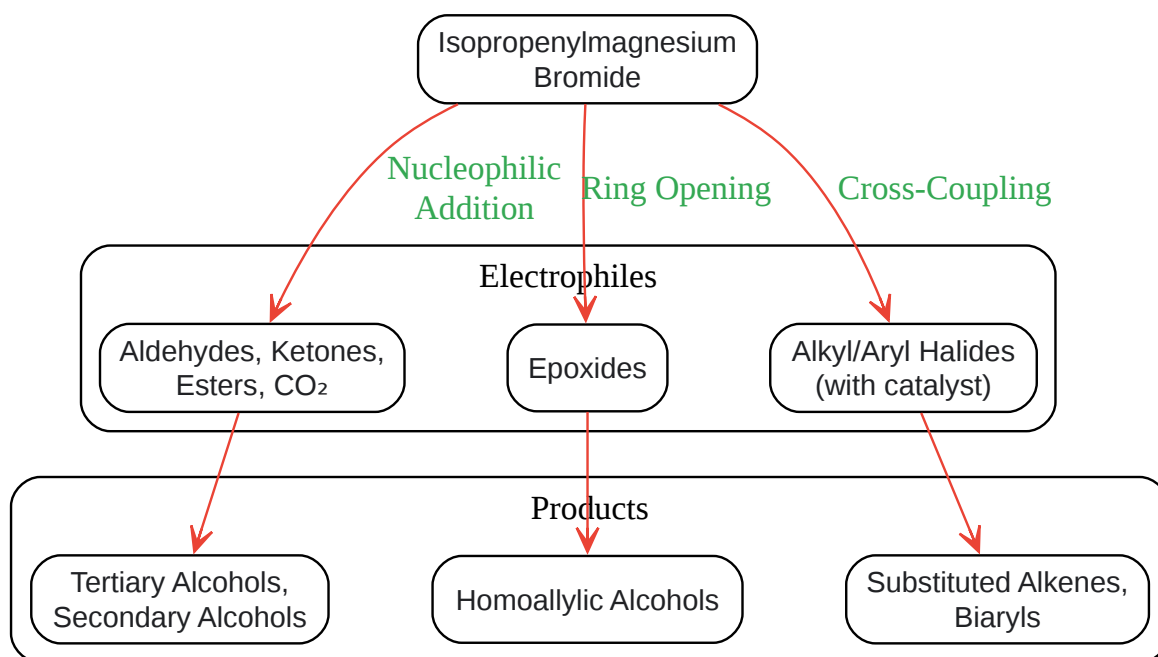 Isopropenylmagnesium
Bromide
Nucleophilic
Addition
Ring Opening
Cross-Coupling
Electrophiles
Aldehydes, Ketones,
Esters, CO₂
Epoxides
Alkyl/Aryl Halides
(with catalyst)
Products
Tertiary Alcohols,
Secondary Alcohols
Homoallylic Alcohols
Substituted Alkenes,
Biaryls